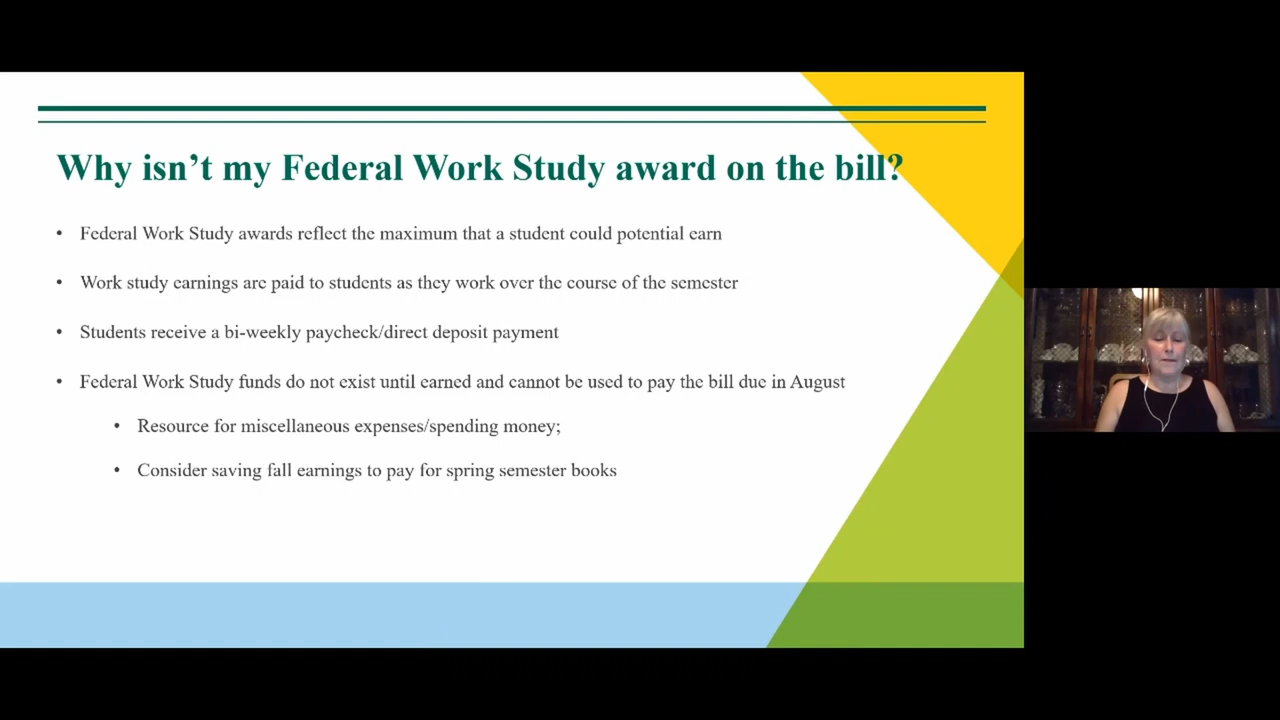 Why isn’t my Federal Work Study award on the bill?
• Federal Work Study awards reflect the maximum that a student could potential earn
• Work study earnings are paid to students as they work over the course of the semester
• Students receive a bi-weekly paycheck/direct deposit payment
• Federal Work Study funds do not exist until earned and cannot be used to pay the bill due in August
• Resource for miscellaneous expenses/spending money;
• Consider saving fall earnings to pay for spring semester books